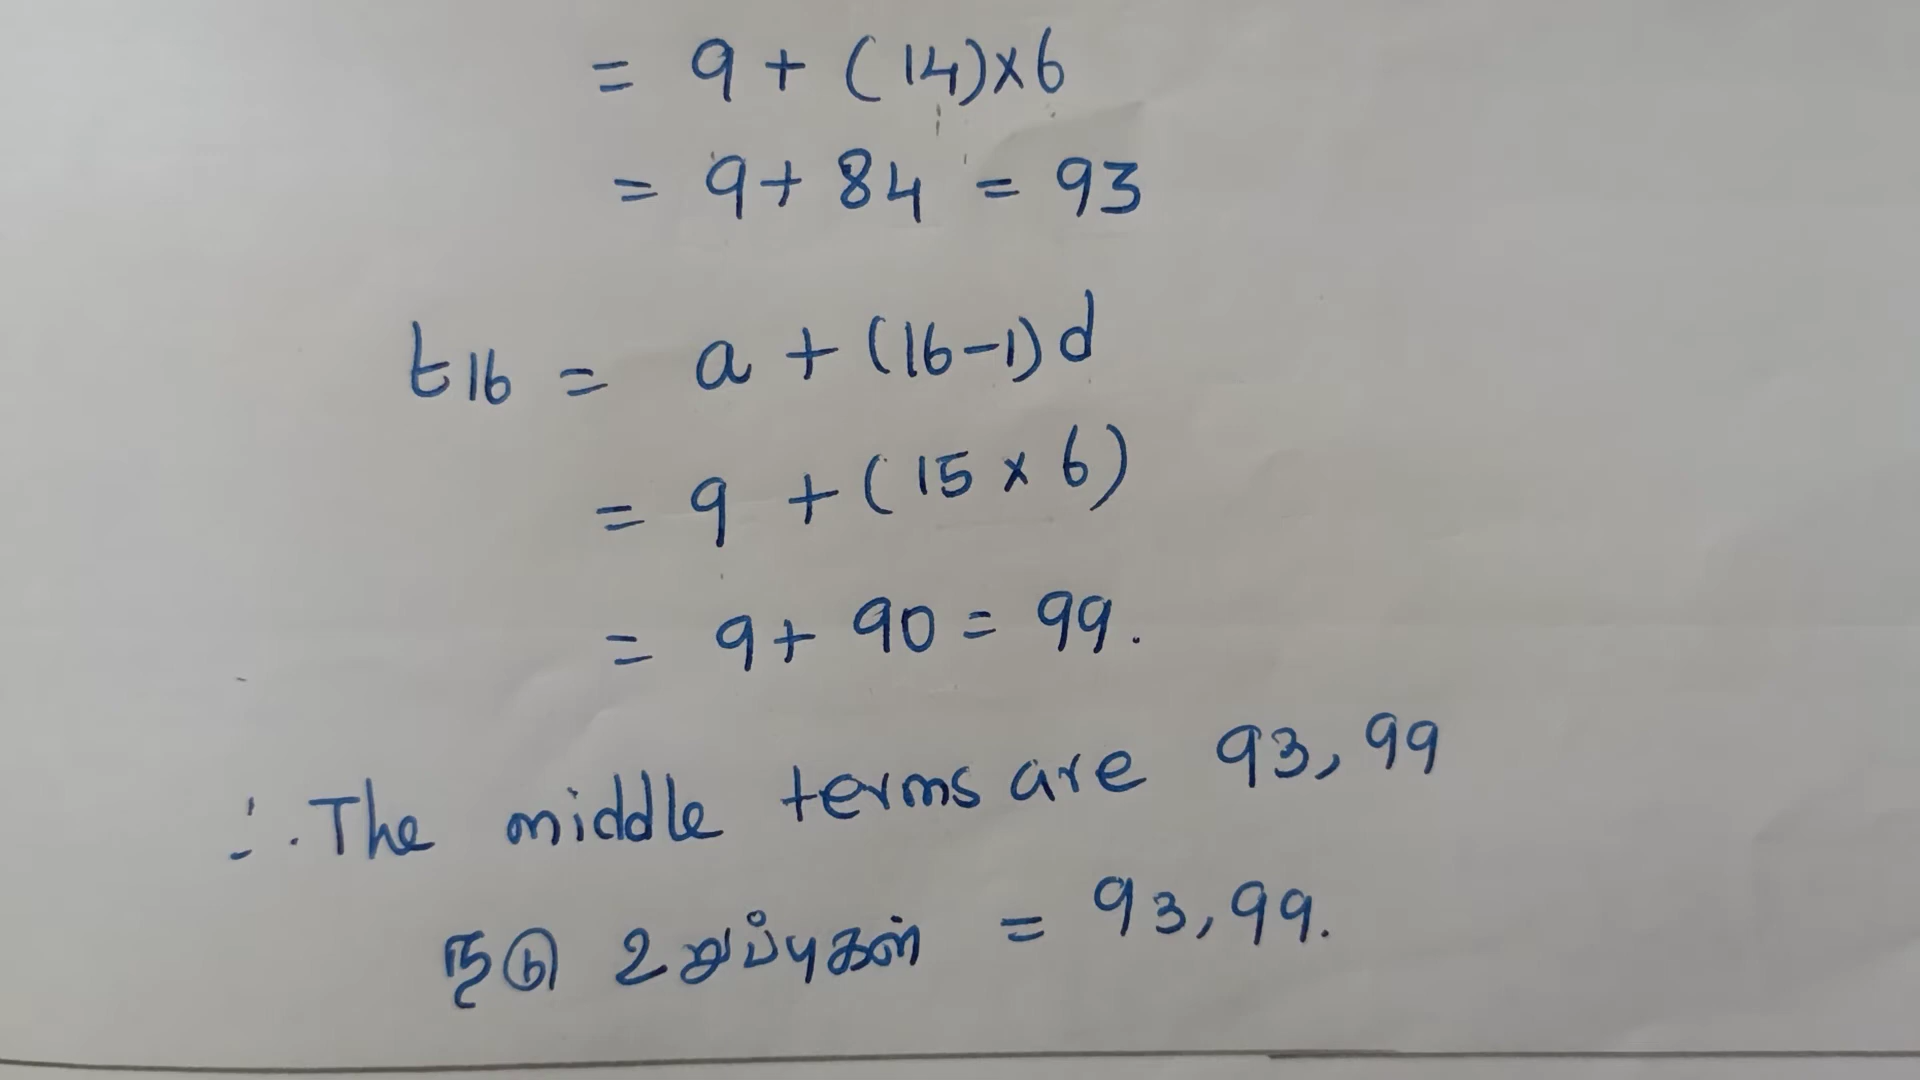 = 9 + (14)×6
= 9 + 84 = 93
t16 = a + (16-1)d
= 9 + (15 × 6)
= 9 + 90 = 99.
∴ The middle terms are 93, 99
நடு உறுப்புகள் = 93, 99.